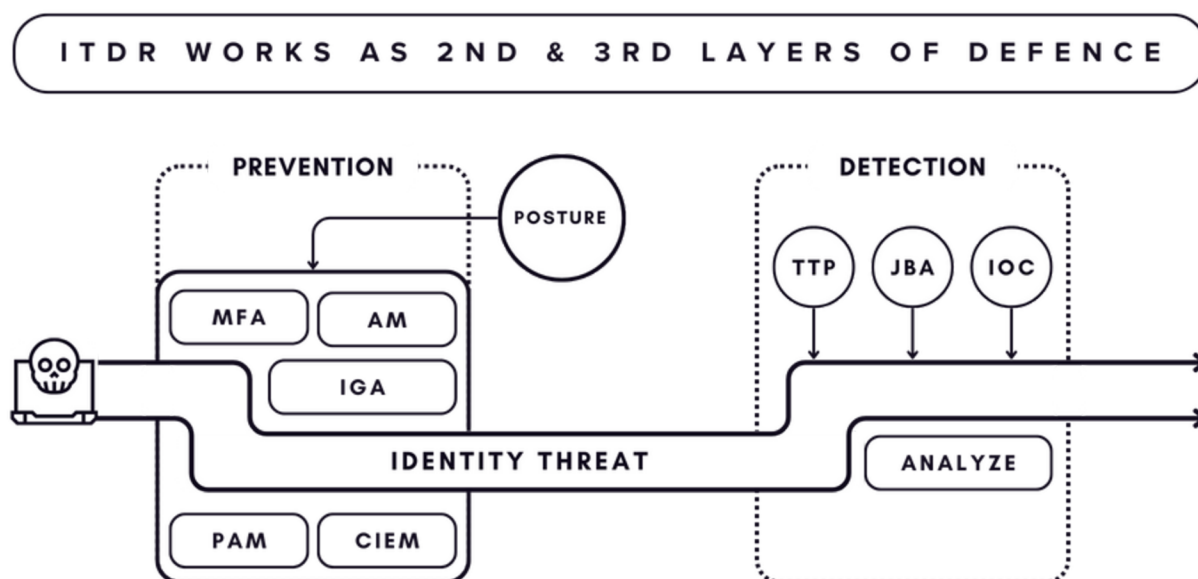 ITDR WORKS AS 2ND & 3RD LAYERS OF DEFENCE
PREVENTION
POSTURE
MFA
AM
IGA
IDENTITY THREAT
PAM
CIEM
DETECTION
TTP
JBA
IOC
ANALYZE